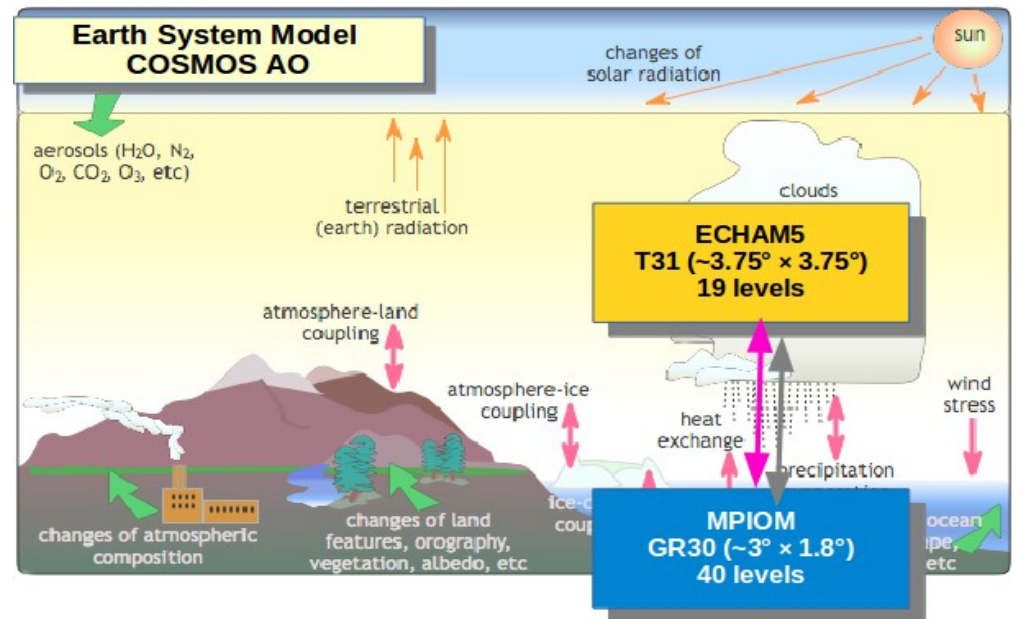 Earth System Model
COSMOS AO
sun
changes of
solar radiation
aerosols (H₂O, N₂,
O₂, CO₂, O₃, etc)
terrestrial
(earth) radiation
clouds
ECHAM5
T31 (~3.75° × 3.75°)
19 levels
atmosphere-land
coupling
atmosphere-ice
coupling
heat
exchange
wind
stress
precipitation
changes of atmospheric
composition
changes of land
features, orography,
vegetation, albedo, etc
MPIOM
GR30 (~3° × 1.8°)
40 levels
ocean
etc